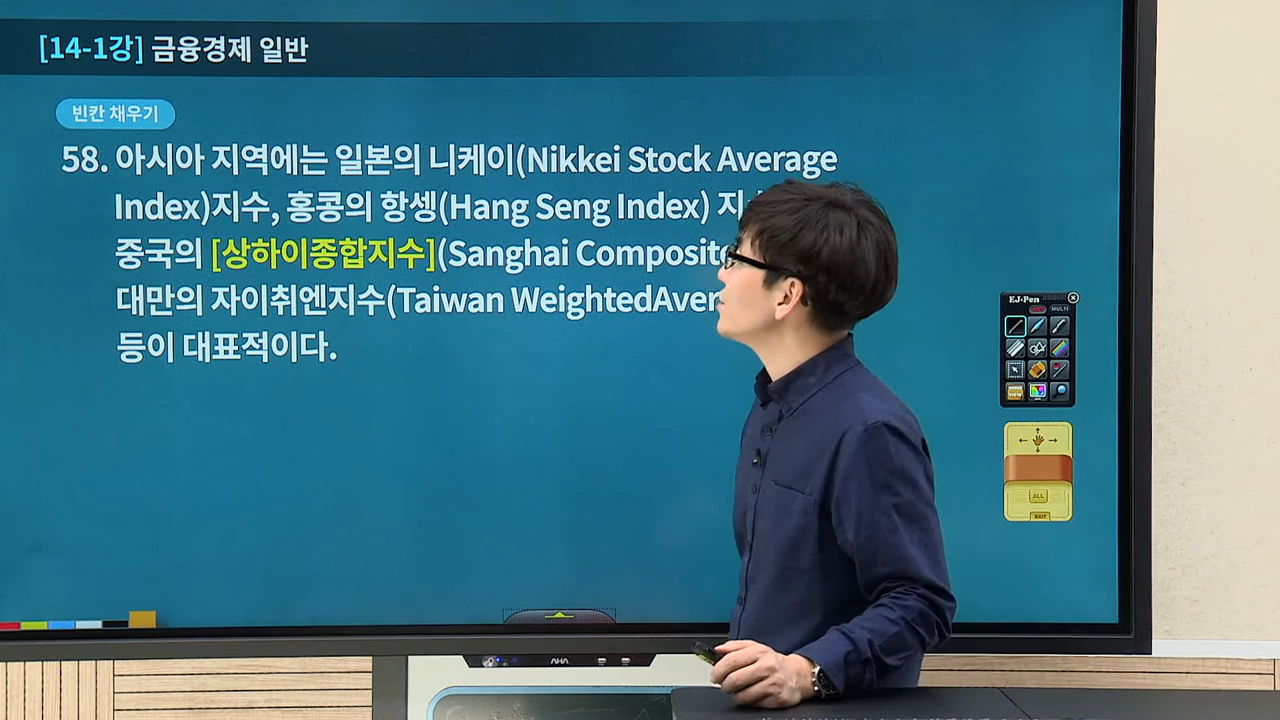 [14-1강] 금융경제 일반
빈칸 채우기
58. 아시아 지역에는 일본의 니케이(Nikkei Stock Average
Index)지수, 홍콩의 항셍(Hang Seng Index)
중국의 [상하이종합지수](Sanghai Composite
대만의 자이취엔지수(Taiwan
등이 대표적이다.
EJ-Pen
MULTI
VIEW
ALL
EXIT
AHA